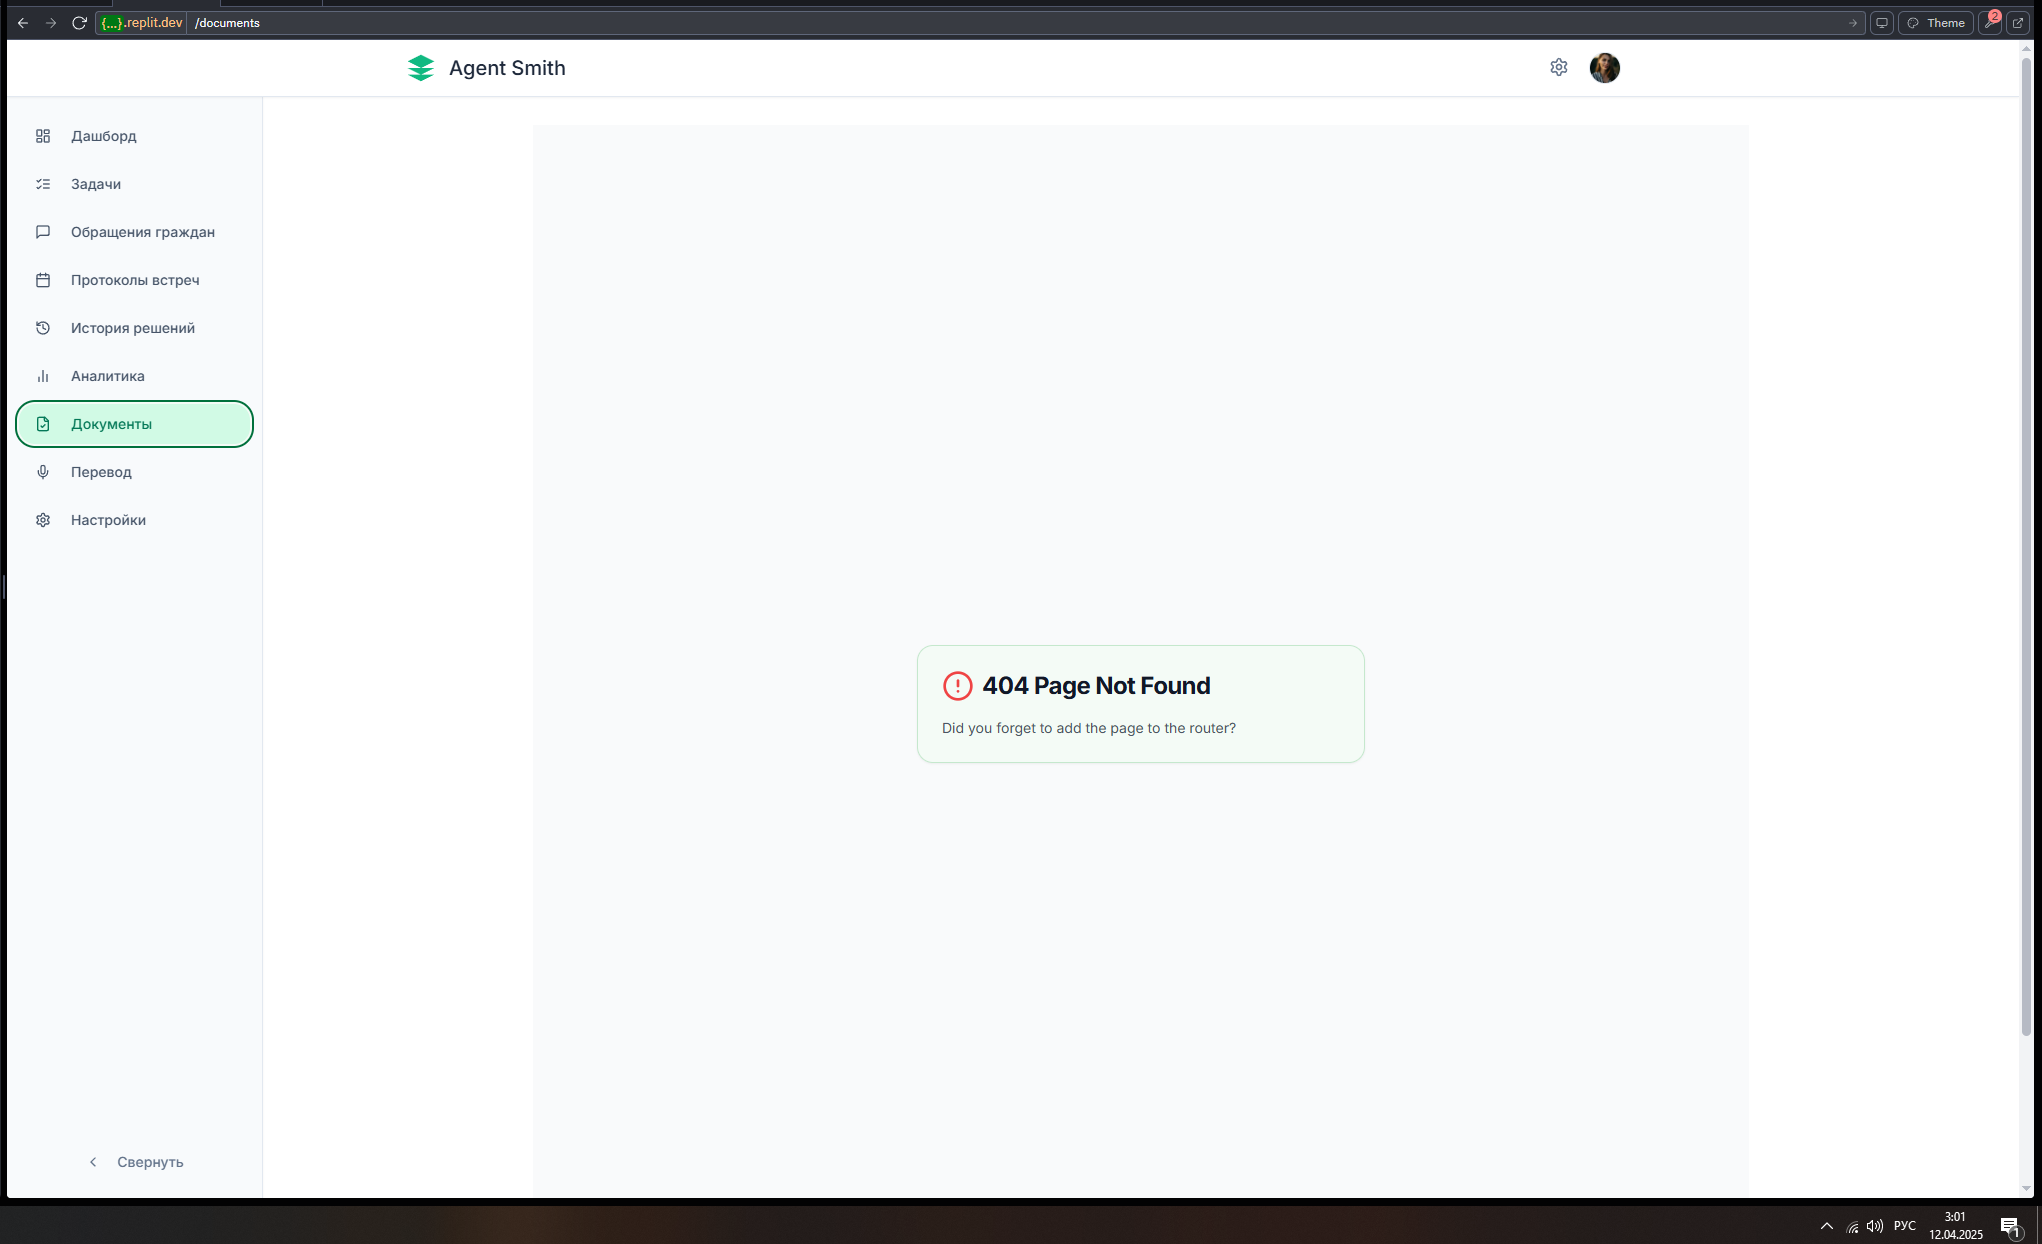 {...}.replit.dev /documents
Theme
2
Agent Smith
Дашборд
Задачи
Обращения граждан
Протоколы встреч
История решений
Аналитика
Документы
Перевод
Настройки
404 Page Not Found
Did you forget to add the page to the router?
Свернуть
РУС
3:01
12.04.2025
1